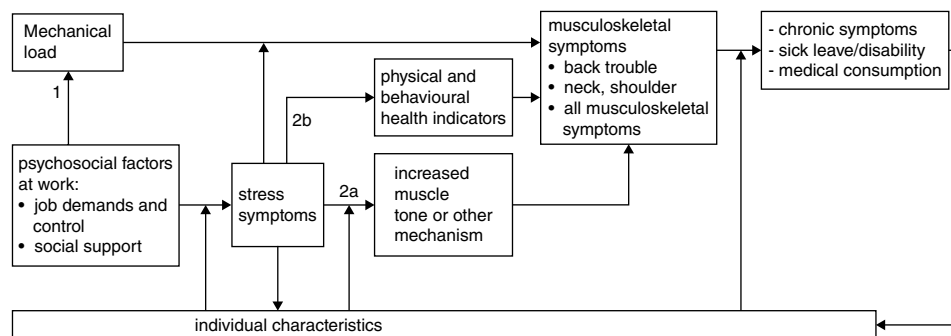 Mechanical
load
1
psychosocial factors
at work:
• job demands and
control
• social support
stress
symptoms
2b
2a
physical and
behavioural
health indicators
increased
muscle
tone or other
mechanism
musculoskeletal
symptoms
• back trouble
• neck, shoulder
• all musculoskeletal
symptoms
- chronic symptoms
- sick leave/disability
- medical consumption
individual characteristics